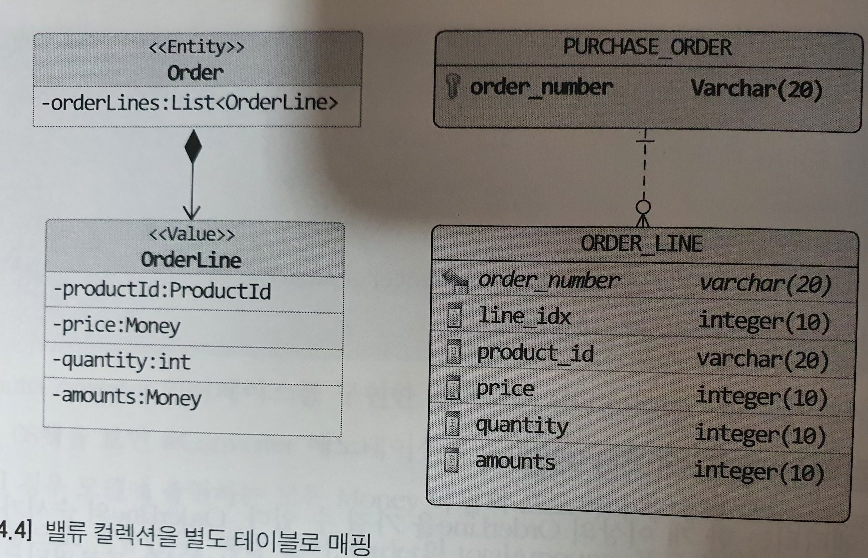 <<Entity>>
Order
-orderLines:List<OrderLine>
<<Value>>
OrderLine
-productId:ProductId
-price:Money
-quantity:int
-amounts:Money
PURCHASE_ORDER
order_number Varchar(20)
ORDER_LINE
order_number varchar(20)
line_idx integer(10)
product_id varchar(20)
price integer(10)
quantity integer(10)
amounts integer(10)
4.4] 밸류 컬렉션을 별도 테이블로 매핑